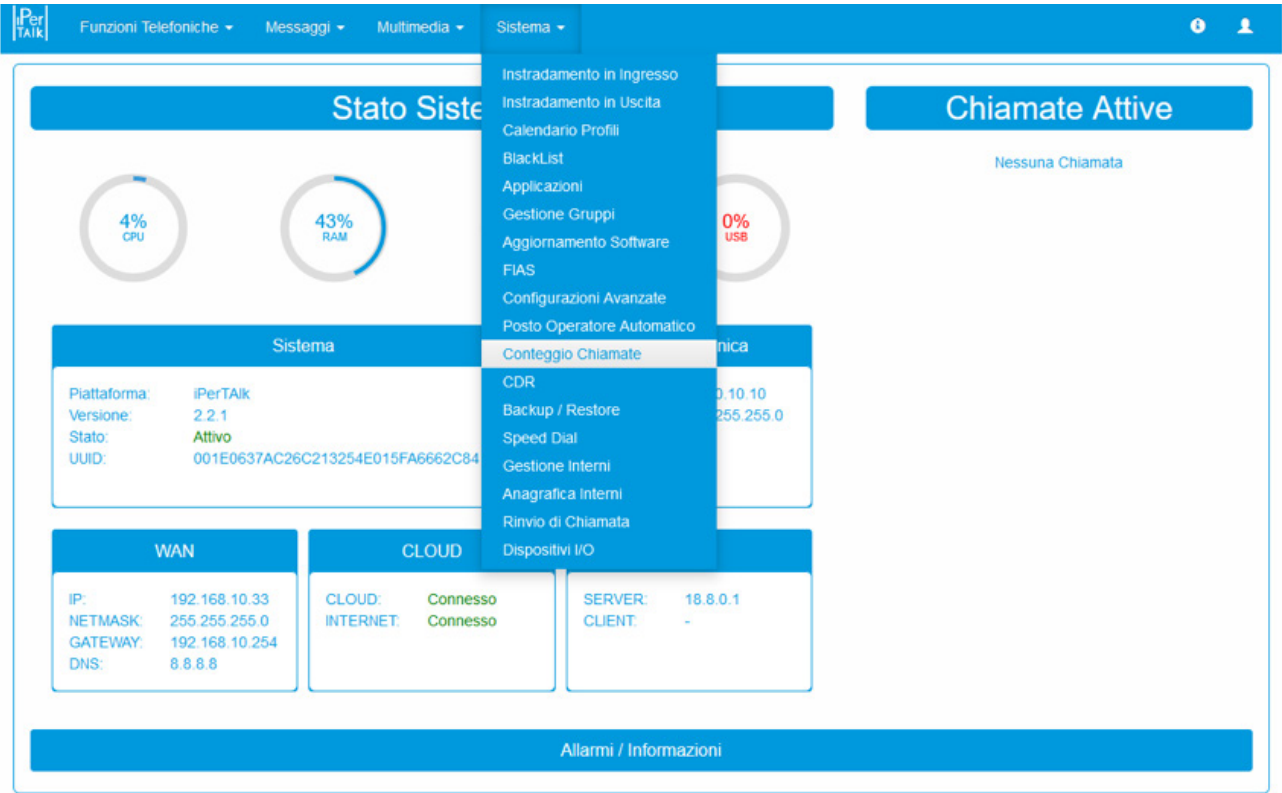 iPer
TAlk
Funzioni Telefoniche
Messaggi
Multimedia
Sistema
Instradamento in Ingresso
Instradamento in Uscita
Calendario Profili
BlackList
Applicazioni
Gestione Gruppi
Aggiornamento Software
FIAS
Configurazioni Avanzate
Posto Operatore Automatico
Conteggio Chiamate
CDR
Backup / Restore
Speed Dial
Gestione Interni
Anagrafica Interni
Rinvio di Chiamata
Dispositivi I/O
Stato Siste
4%
CPU
43%
RAM
0%
USB
Chiamate Attive
Nessuna Chiamata
Sistema
Piattaforma: iPerTAlk
Versione: 2.2.1
Stato: Attivo
UUID: 001E0637AC26C213254E015FA6662C84
nica
0.10.10
255.255.0
WAN
IP: 192.168.10.33
NETMASK: 255.255.255.0
GATEWAY: 192.168.10.254
DNS: 8.8.8.8
CLOUD
CLOUD: Connesso
INTERNET: Connesso
SERVER: 18.8.0.1
CLIENT: -
Allarmi / Informazioni